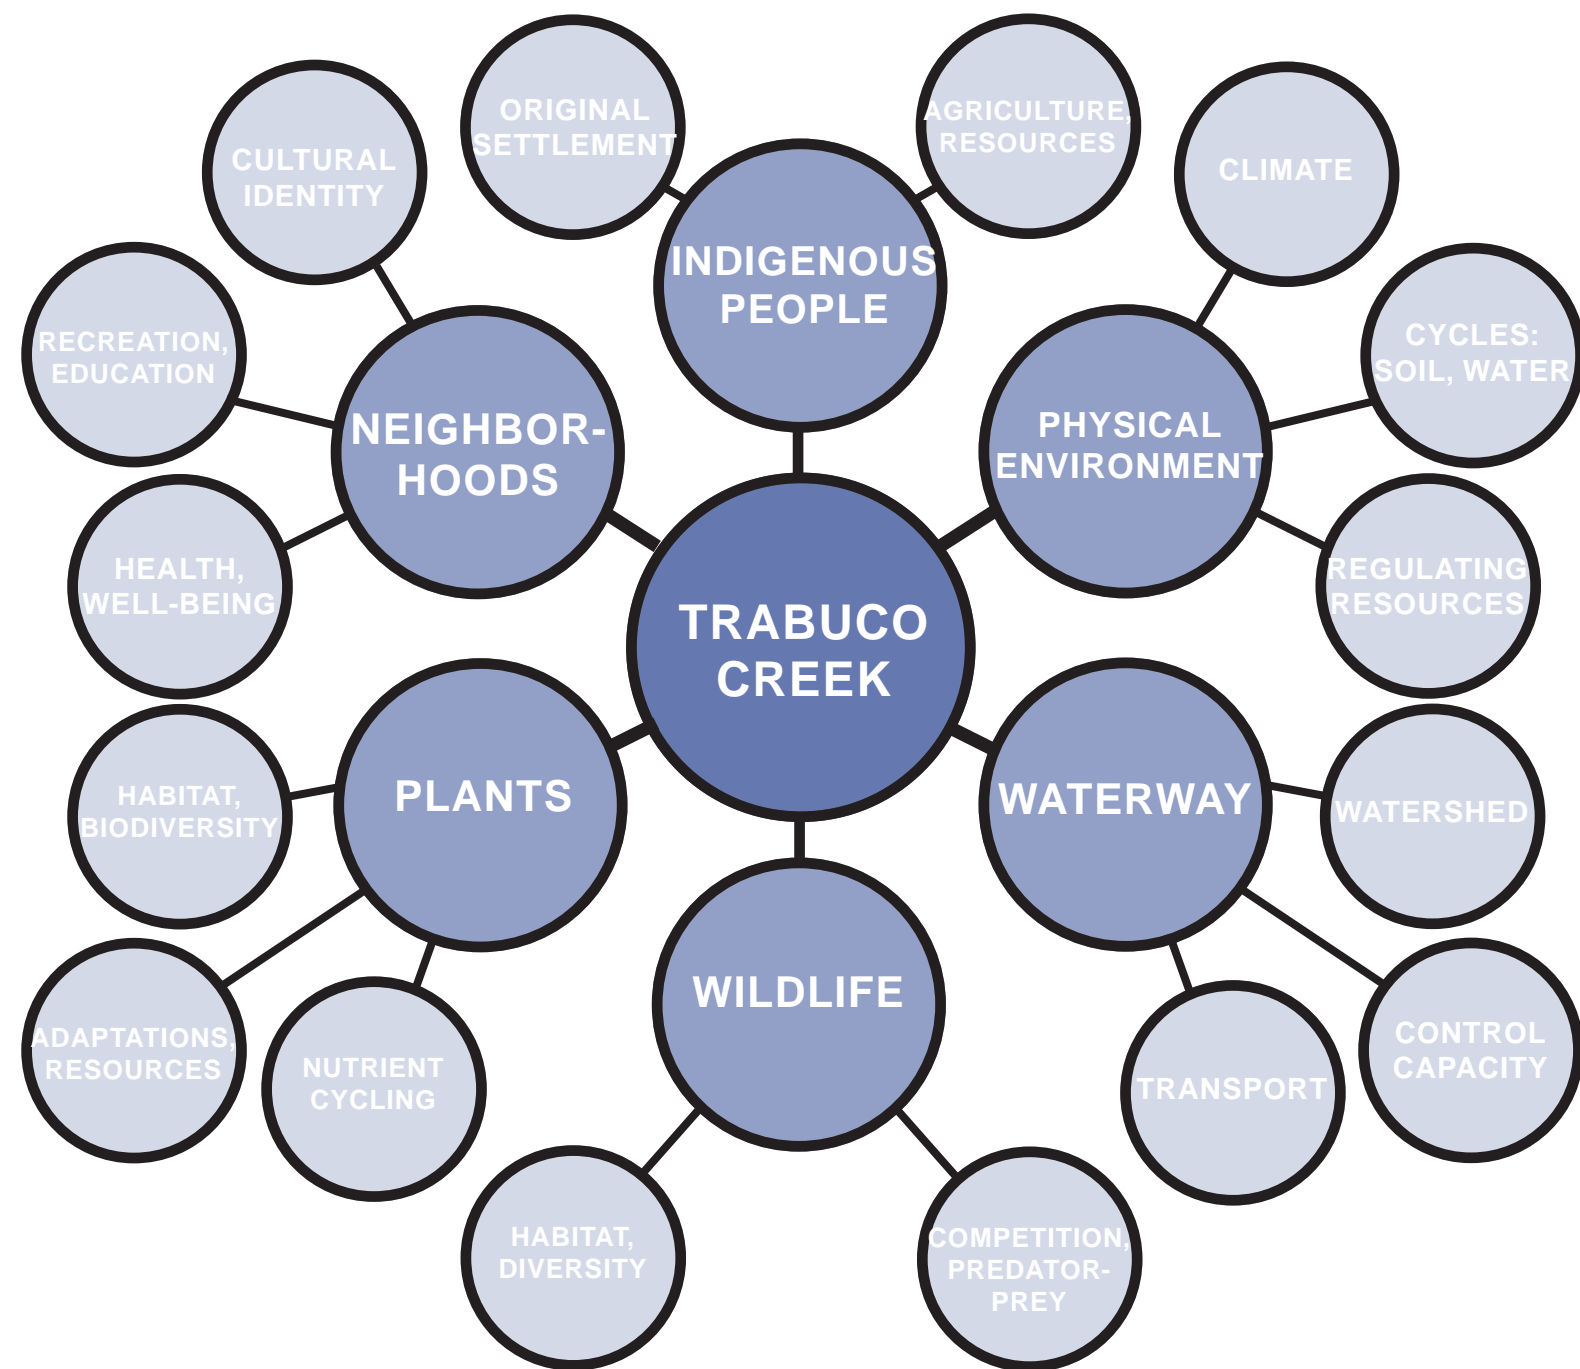 ORIGINAL
SETTLEMENT
AGRICULTURE,
RESOURCES
CULTURAL
IDENTITY
CLIMATE
INDIGENOUS
PEOPLE
RECREATION,
EDUCATION
CYCLES:
SOIL, WATER
NEIGHBOR-
HOODS
PHYSICAL
ENVIRONMENT
HEALTH,
WELL-BEING
REGULATING
RESOURCES
TRABUCO
CREEK
HABITAT,
BIODIVERSITY
PLANTS
WATERWAY
WATERSHED
WILDLIFE
ADAPTATIONS,
RESOURCES
NUTRIENT
CYCLING
TRANSPORT
CONTROL
CAPACITY
HABITAT,
DIVERSITY
COMPETITION,
PREDATOR-
PREY